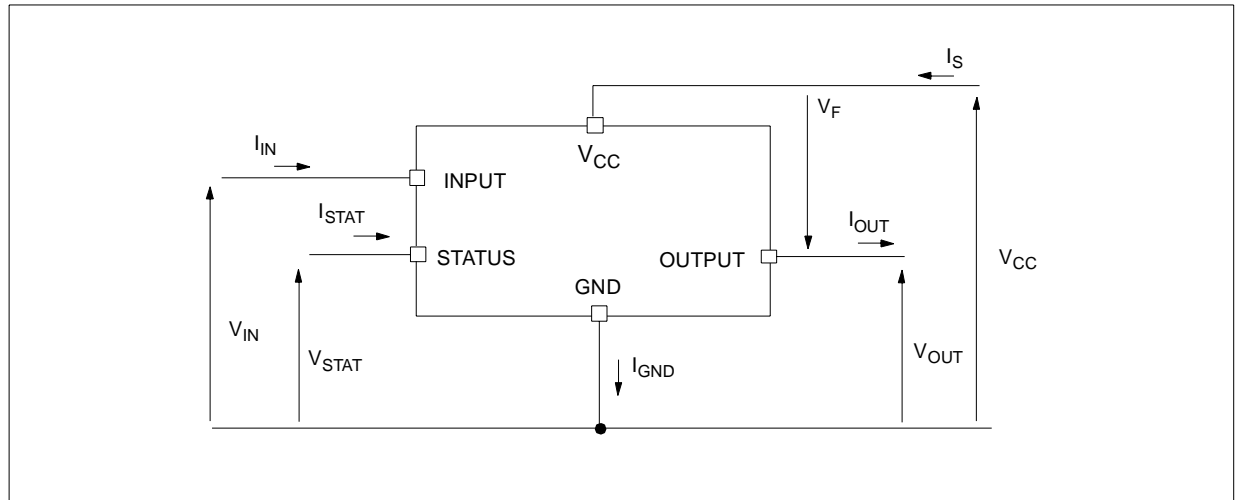 I_S
V_F
V_CC
I_IN
INPUT
I_STAT
I_OUT
STATUS
OUTPUT
V_CC
GND
V_IN
V_STAT
V_OUT
I_GND